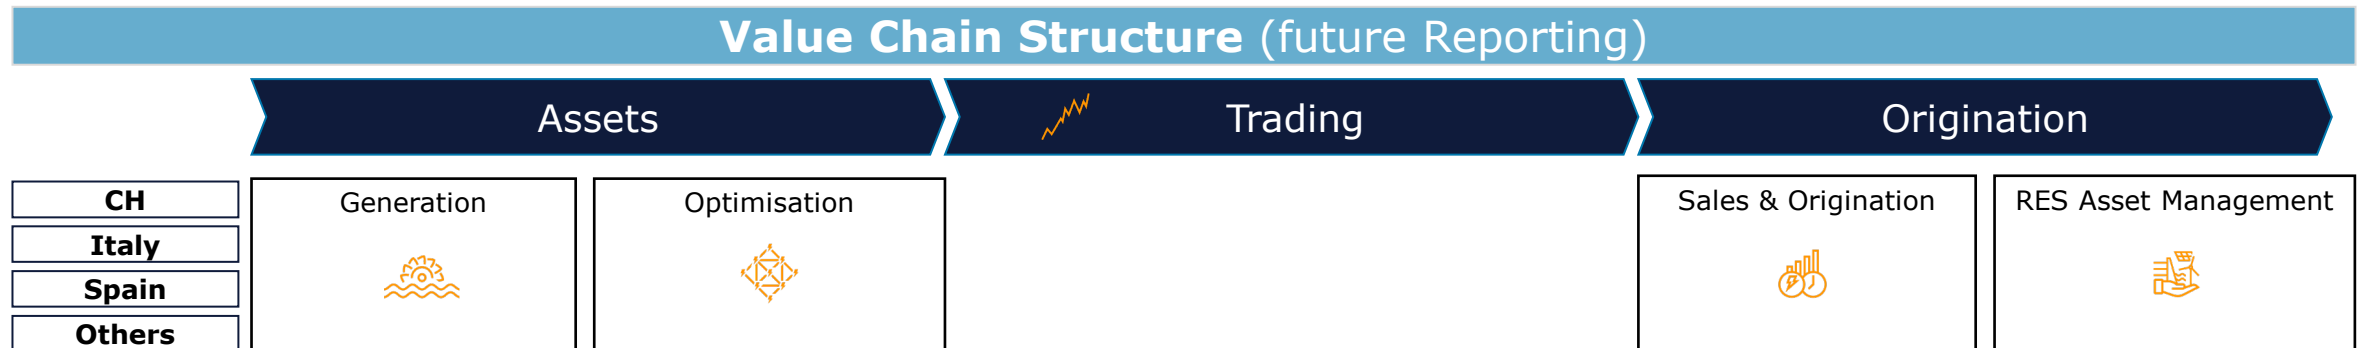 Value Chain Structure (future Reporting)
Assets
Trading
Origination
CH
Italy
Spain
Others
Generation
Optimisation
Sales & Origination
RES Asset Management